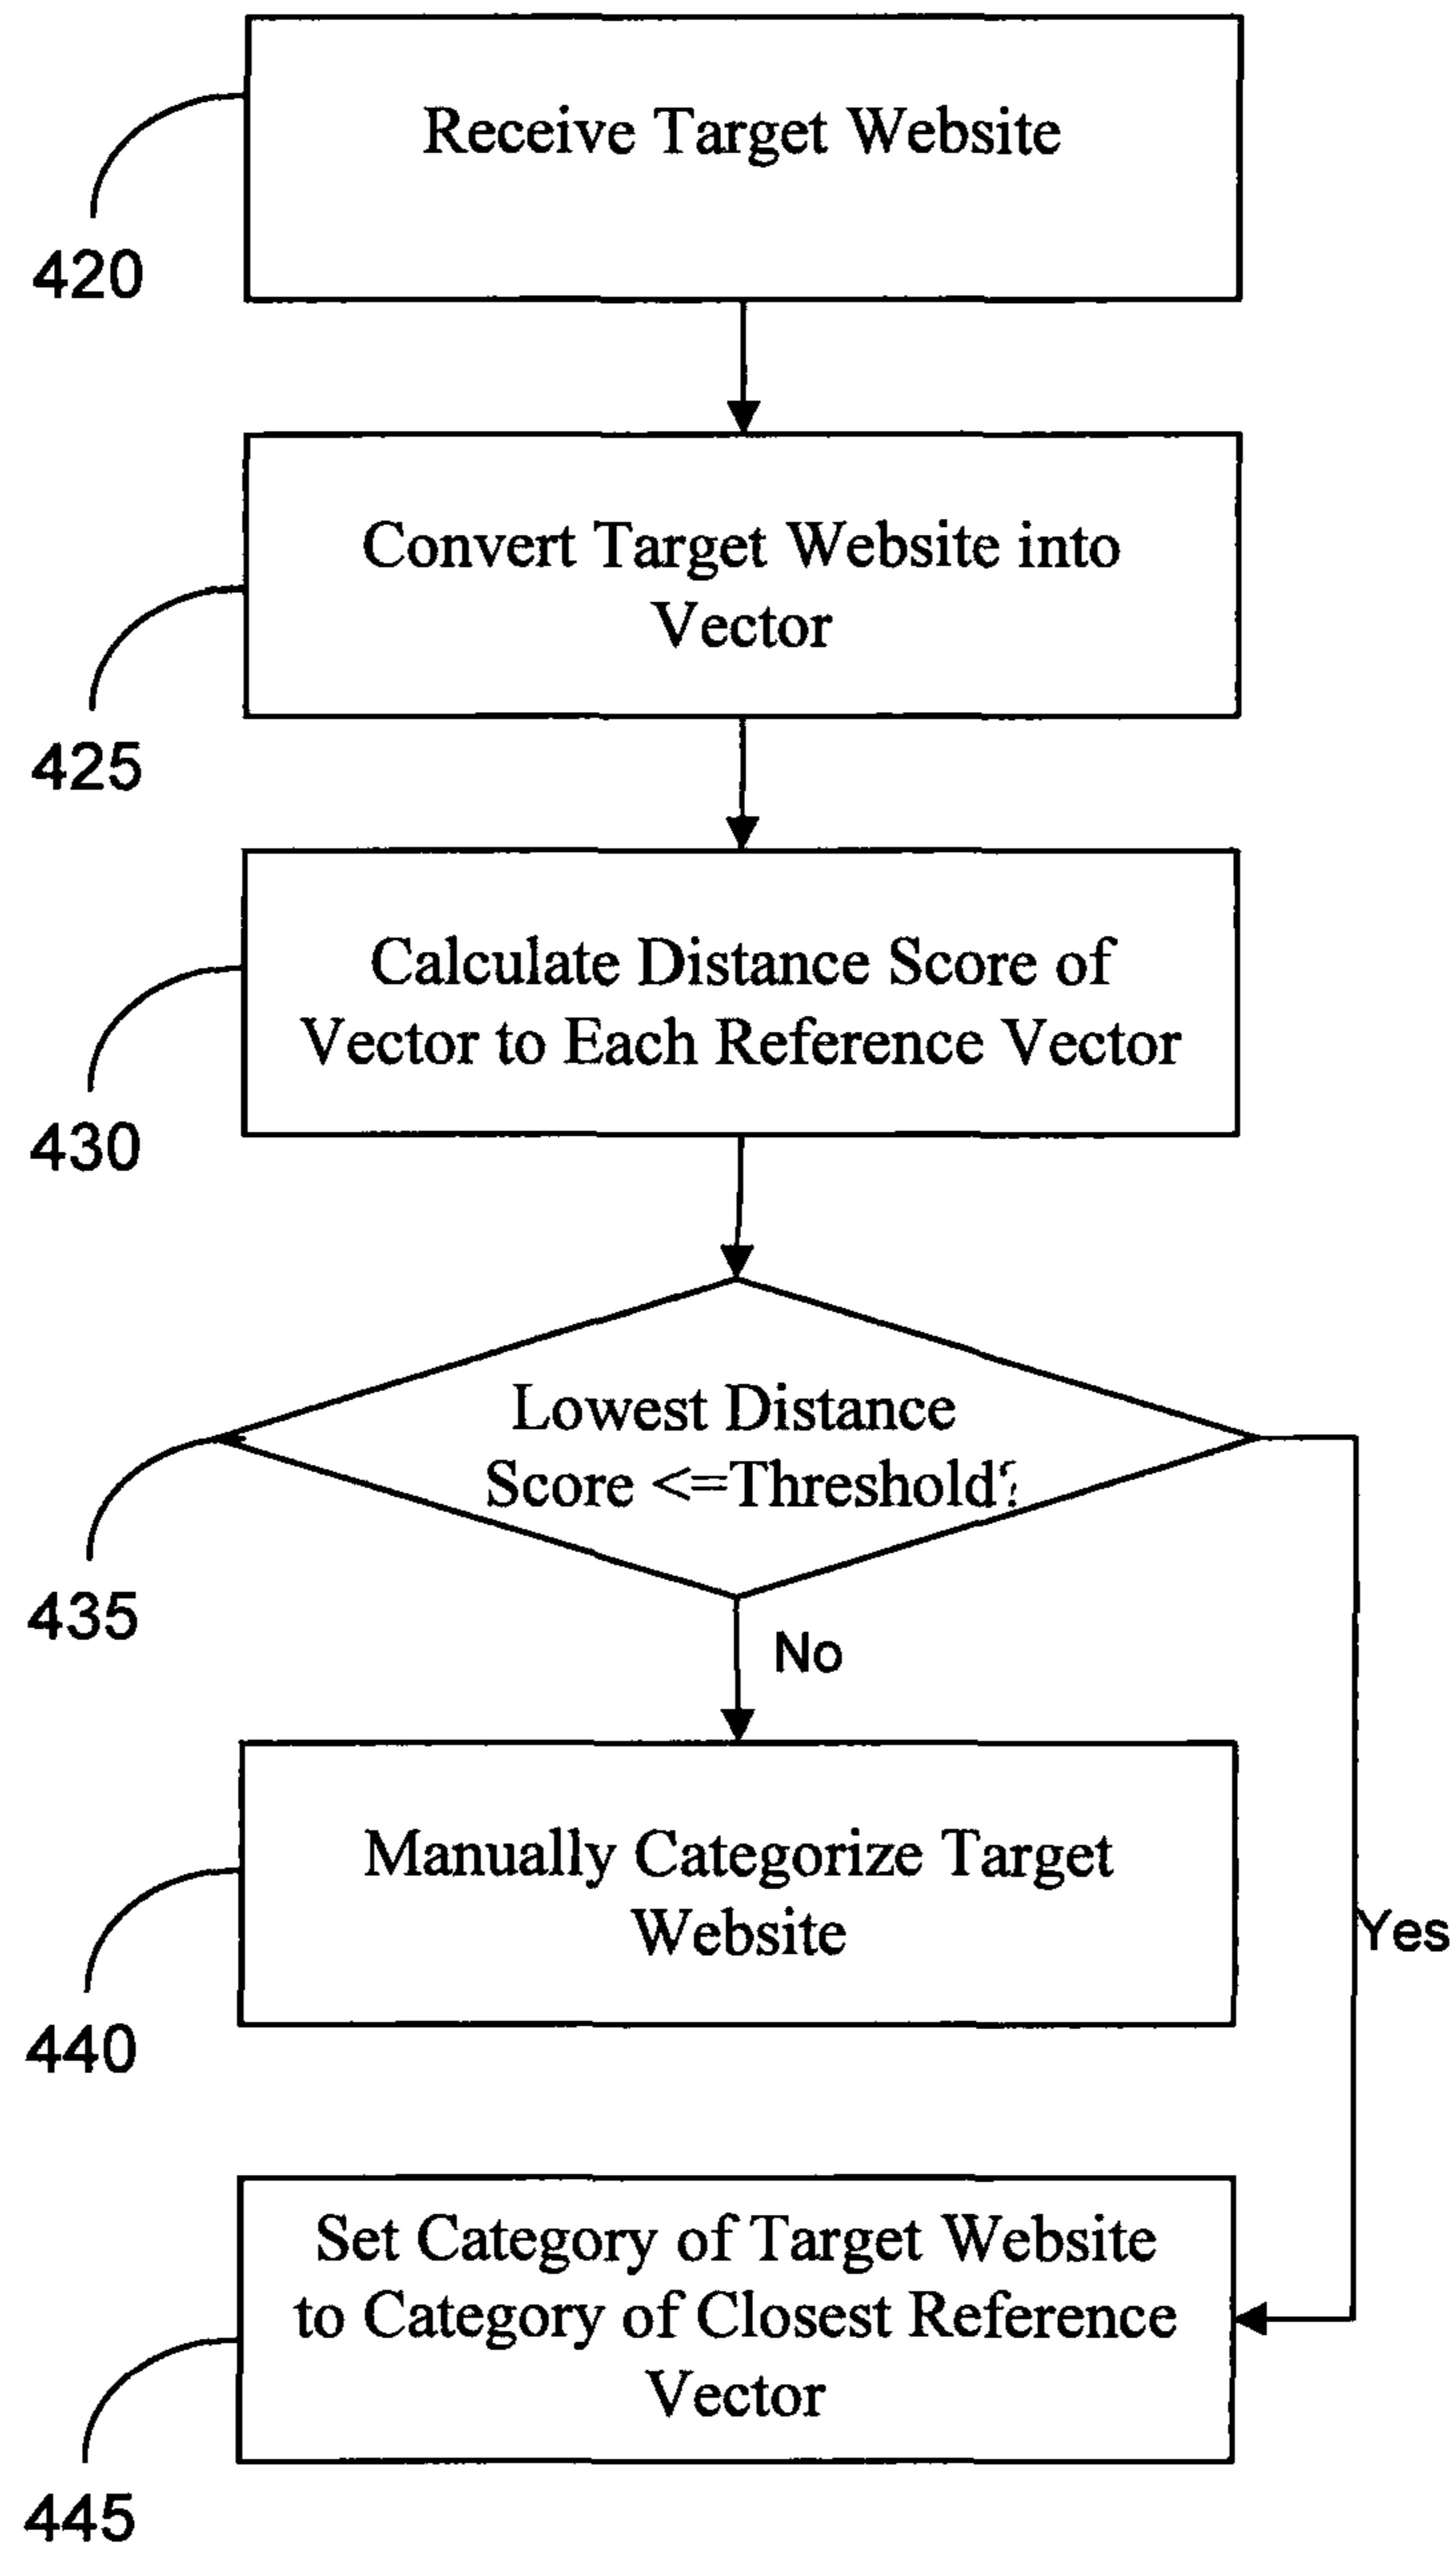 Receive Target Website
420
Convert Target Website into
Vector
425
Calculate Distance Score of
Vector to Each Reference Vector
430
Lowest Distance
Score <=Threshold?
435
No
Manually Categorize Target
Website
Yes
440
Set Category of Target Website
to Category of Closest Reference
Vector
445